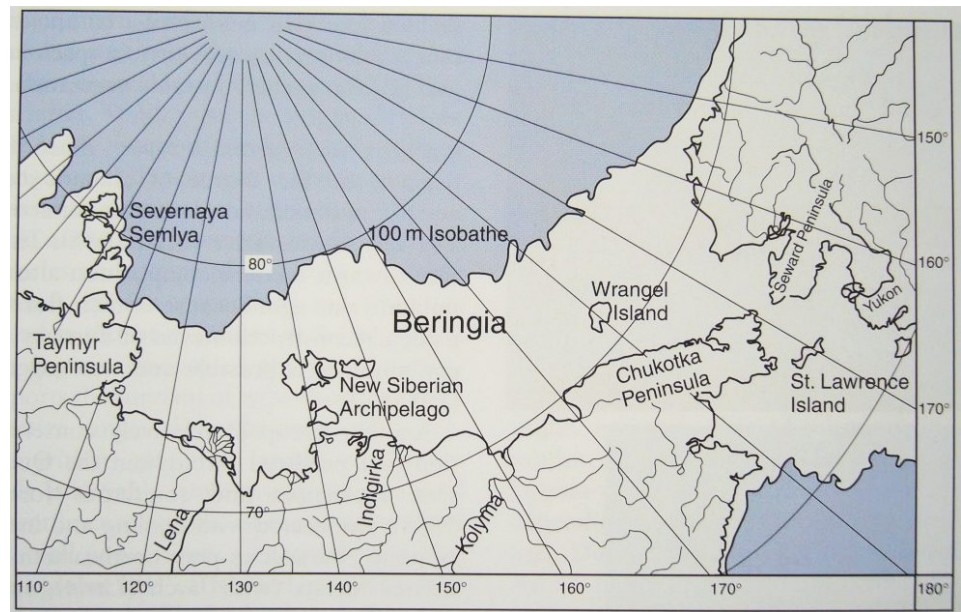 150°
Severnaya
Semlya
100 m Isobathe
80°
Seward Peninsula
160°
Wrangel
Island
Yukon
Beringia
Taymyr
Peninsula
Chukotka
Peninsula
St. Lawrence
Island
New Siberian
Archipelago
170°
Indigirka
Kolyma
Lena
70°
110°
120°
130°
140°
150°
160°
170°
180°